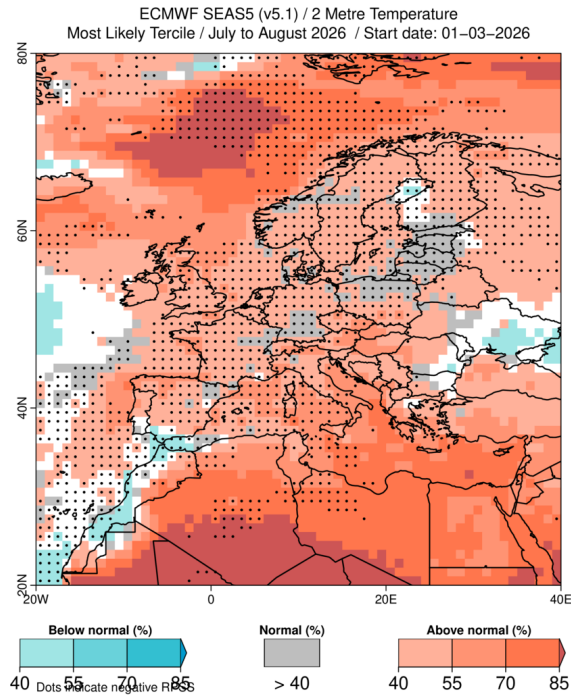 ECMWF SEAS5 (v5.1) / 2 Metre Temperature
Most Likely Tercile / July to August 2026 / Start date: 01−03−2026
80N
60N
40N
20N
20W 0 20E 40E
Below normal (%) Normal (%) Above normal (%)
40 55 70 85 > 40 40 55 70 85
Dots indicate negative RPSS